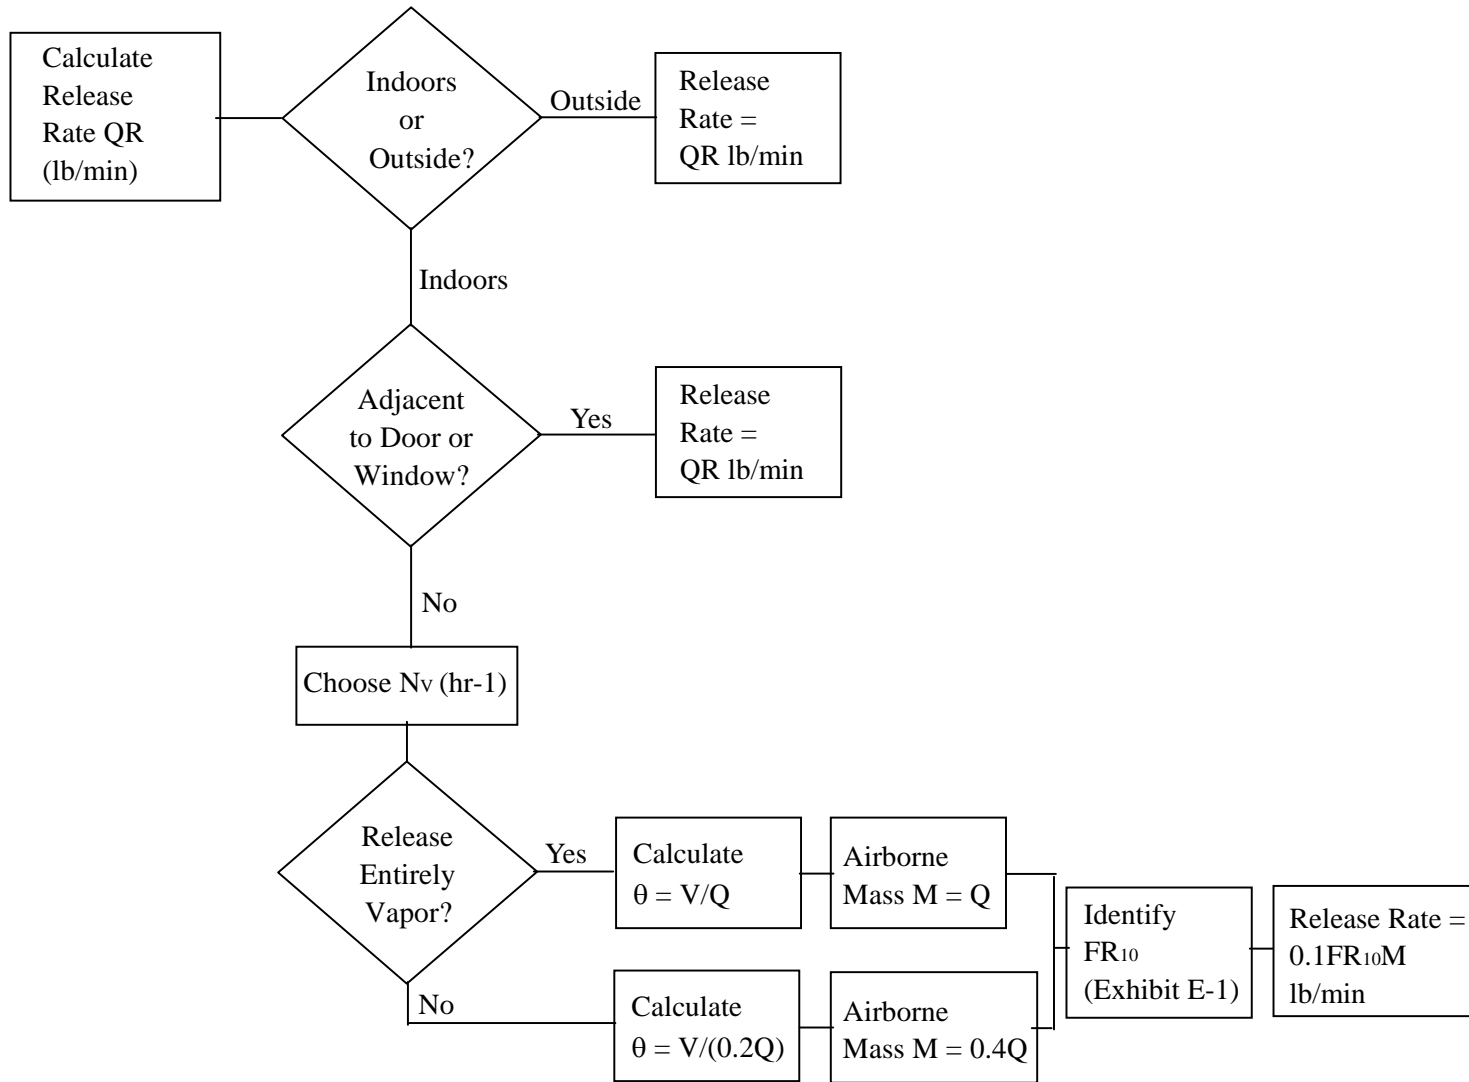 Calculate
Release
Rate QR
(lb/min)
Indoors
or
Outside?
Outside
Release
Rate =
QR lb/min
Indoors
Adjacent
to Door or
Window?
Yes
Release
Rate =
QR lb/min
No
Choose Nv (hr-1)
Release
Entirely
Vapor?
Yes
Calculate
θ = V/Q
Airborne
Mass M = Q
No
Calculate
θ = V/(0.2Q)
Airborne
Mass M = 0.4Q
Identify
FR10
(Exhibit E-1)
Release Rate =
0.1FR10M
lb/min